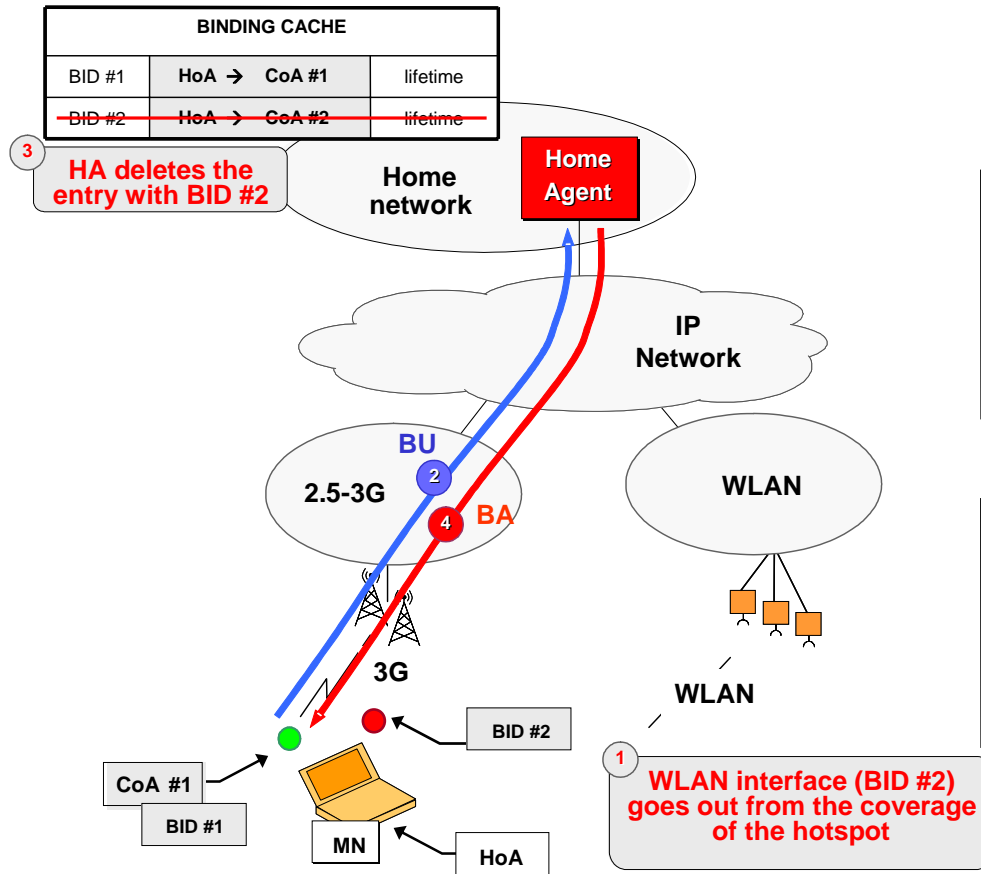 BINDING CACHE
BID #1 HoA → CoA #1 lifetime
BID #2 HoA → CoA #2 lifetime
3
HA deletes the
entry with BID #2
Home
network
Home
Agent
IP
Network
BU
2
2.5-3G
4
BA
WLAN
3G
WLAN
BID #2
CoA #1
BID #1
MN
HoA
1
WLAN interface (BID #2)
goes out from the coverage
of the hotspot